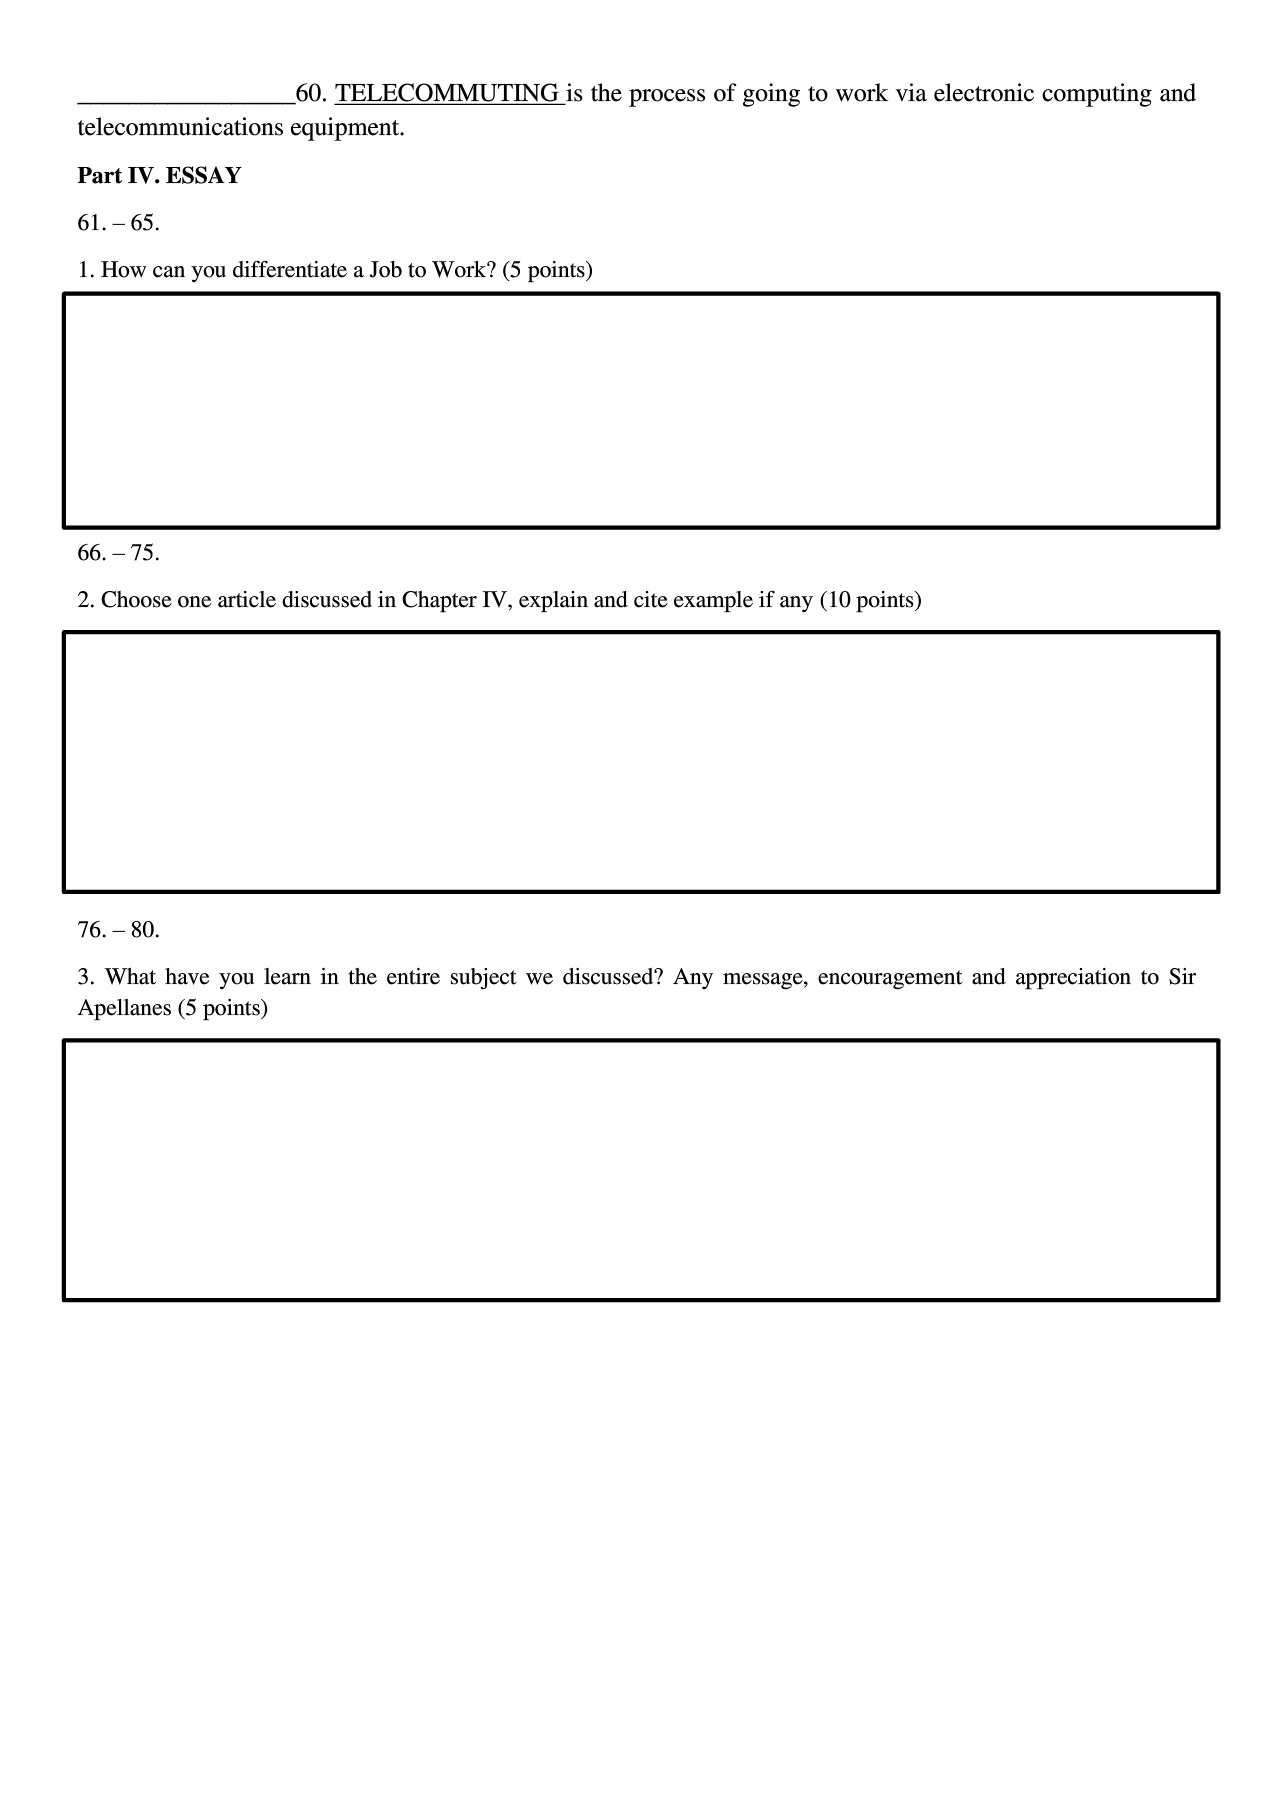 _________________60. TELECOMMUTING is the process of going to work via electronic computing and
telecommunications equipment.
Part IV. ESSAY
61. – 65.
1. How can you differentiate a Job to Work? (5 points)
66. – 75.
2. Choose one article discussed in Chapter IV, explain and cite example if any (10 points)
76. – 80.
3. What have you learn in the entire subject we discussed? Any message, encouragement and appreciation to Sir
Apellanes (5 points)